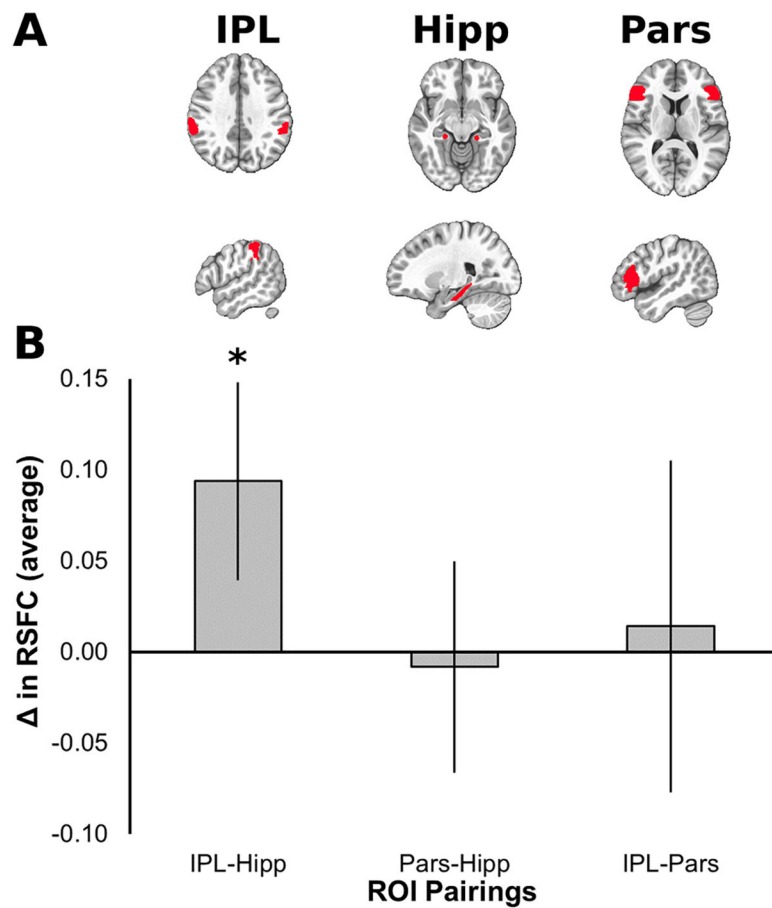 A
IPL Hipp Pars
B
*
0.15
0.10
0.05
0.00
-0.05
-0.10
Δ in RSFC (average)
IPL-Hipp Pars-Hipp IPL-Pars
ROI Pairings